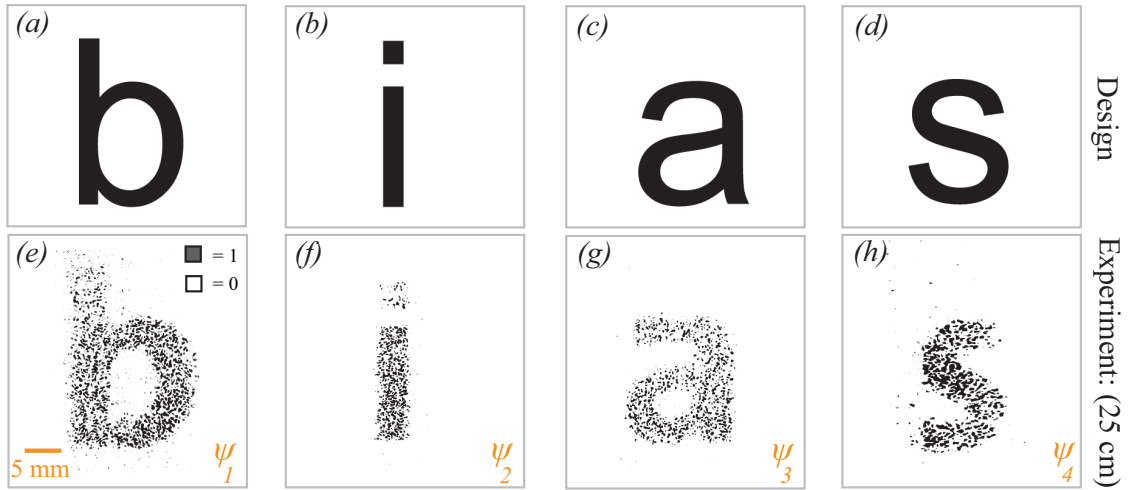 (a)
b
(b)
i
(c)
a
(d)
s
Design
(e)
b
= 1
= 0
5 mm
ψ1
(f)
i
ψ2
(g)
a
ψ3
(h)
s
ψ4
Experiment: (25 cm)